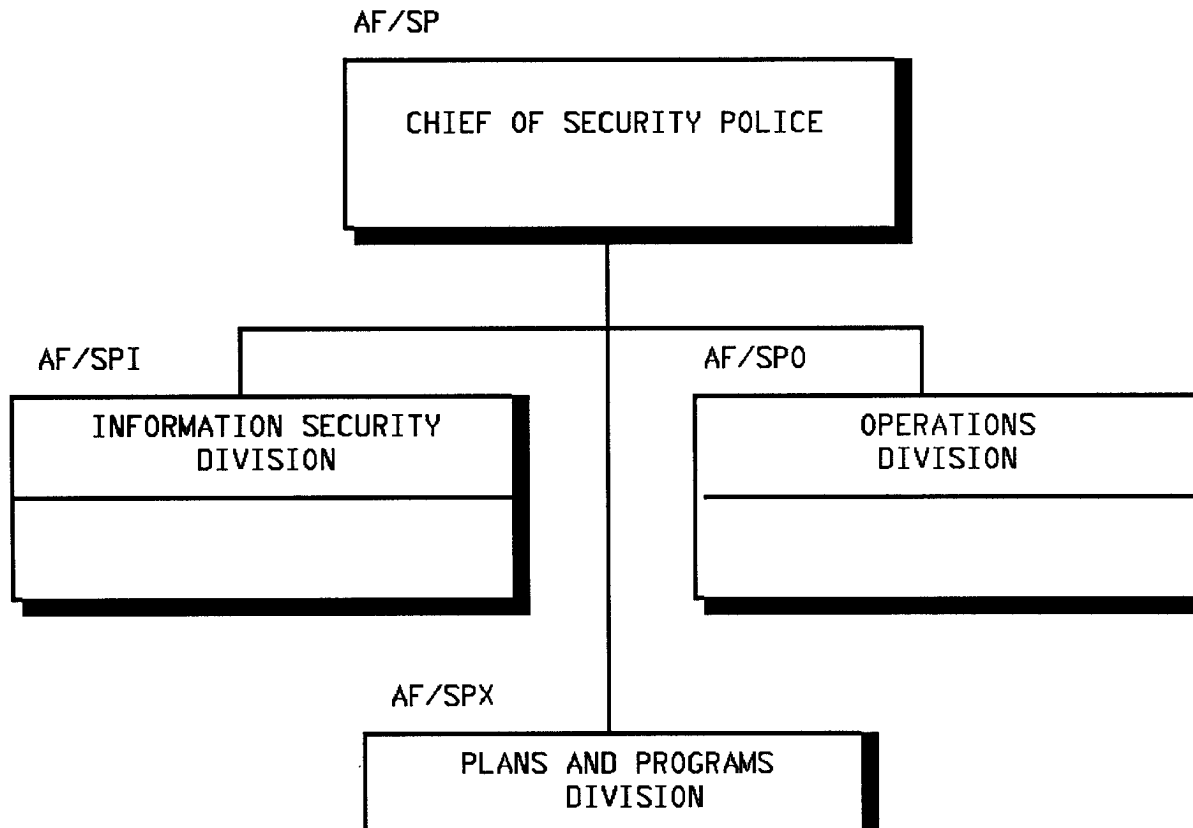 AF/SP
CHIEF OF SECURITY POLICE
AF/SPI
INFORMATION SECURITY
DIVISION
AF/SPO
OPERATIONS
DIVISION
AF/SPX
PLANS AND PROGRAMS
DIVISION